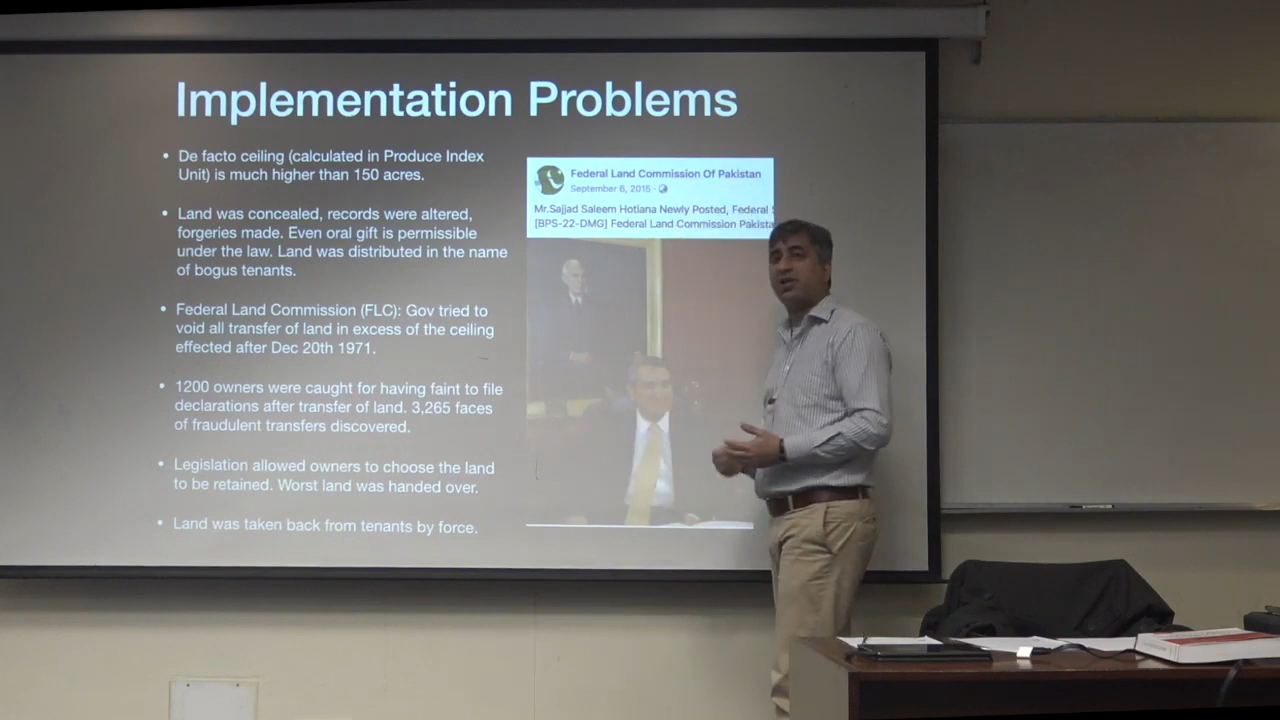 Implementation Problems
• De facto ceiling (calculated in Produce Index
Unit) is much higher than 150 acres.
• Land was concealed, records were altered,
forgeries made. Even oral gift is permissible
under the law. Land was distributed in the name
of bogus tenants.
• Federal Land Commission (FLC): Gov tried to
void all transfer of land in excess of the ceiling
effected after Dec 20th 1971.
• 1200 owners were caught for having faint to file
declarations after transfer of land. 3,265 faces
of fraudulent transfers discovered.
• Legislation allowed owners to choose the land
to be retained. Worst land was handed over.
• Land was taken back from tenants by force.
Federal Land Commission Of Pakistan
September 6, 2015 ·
Mr.Sajjad Saleem Hotiana Newly Posted, Federal
[BPS-22-DMG] Federal Land Commission Pakista